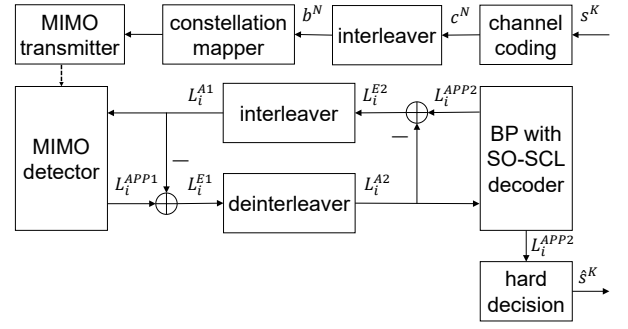 MIMO
transmitter
constellation
mapper
b^N
interleaver
c^N
channel
coding
s^K
MIMO
detector
L_i^{A1}
interleaver
L_i^{E2}
L_i^{APP2}
BP with
SO-SCL
decoder
−
−
L_i^{APP1}
L_i^{E1}
deinterleaver
L_i^{A2}
L_i^{APP2}
hard
decision
ŝ^K